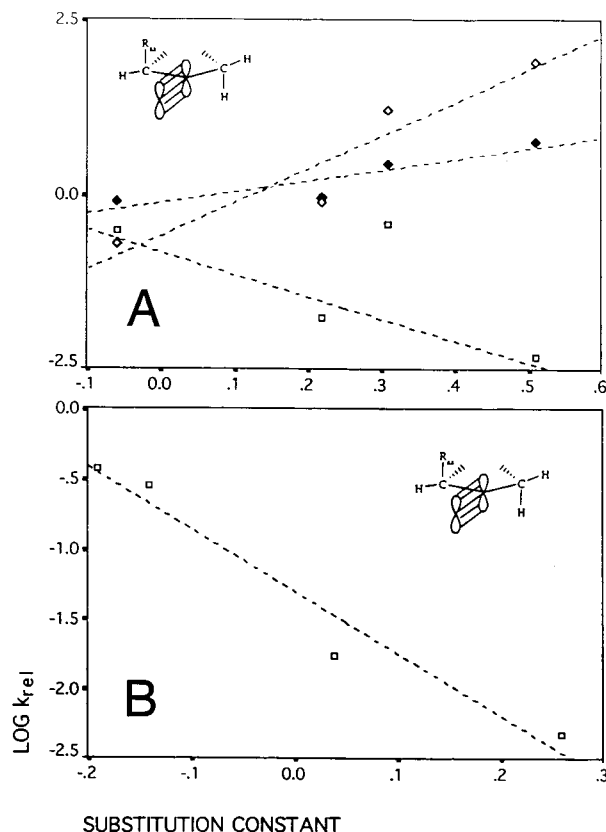 2.5
R
H C C H
H
0.0
A
-2.5
-.1 0.0 .1 .2 .3 .4 .5 .6
0.0
R
H C C H
H
-.5
-1.0
-1.5
B
-2.0
-2.5
LOG krel
-.2 -.1 0.0 .1 .2 .3
SUBSTITUTION CONSTANT